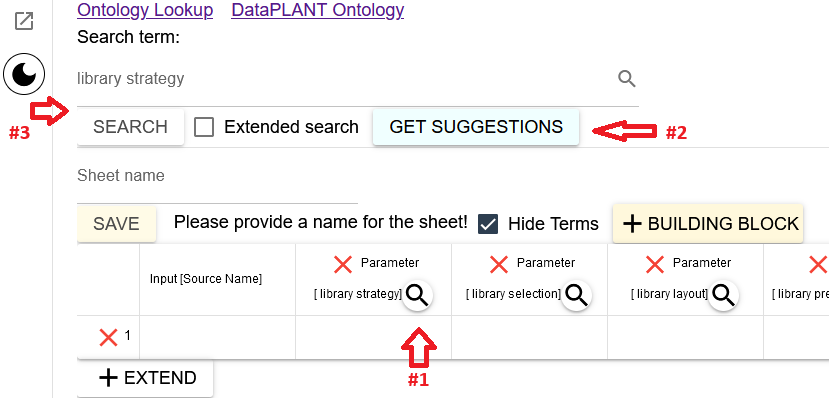 Ontology Lookup DataPLANT Ontology
Search term:
library strategy
#3 SEARCH Extended search GET SUGGESTIONS #2
Sheet name
SAVE Please provide a name for the sheet! Hide Terms + BUILDING BLOCK
Parameter Parameter Parameter Parameter
Input [Source Name]
[ library strategy] [ library selection] [ library layout] [ library pre
1
+ EXTEND #1